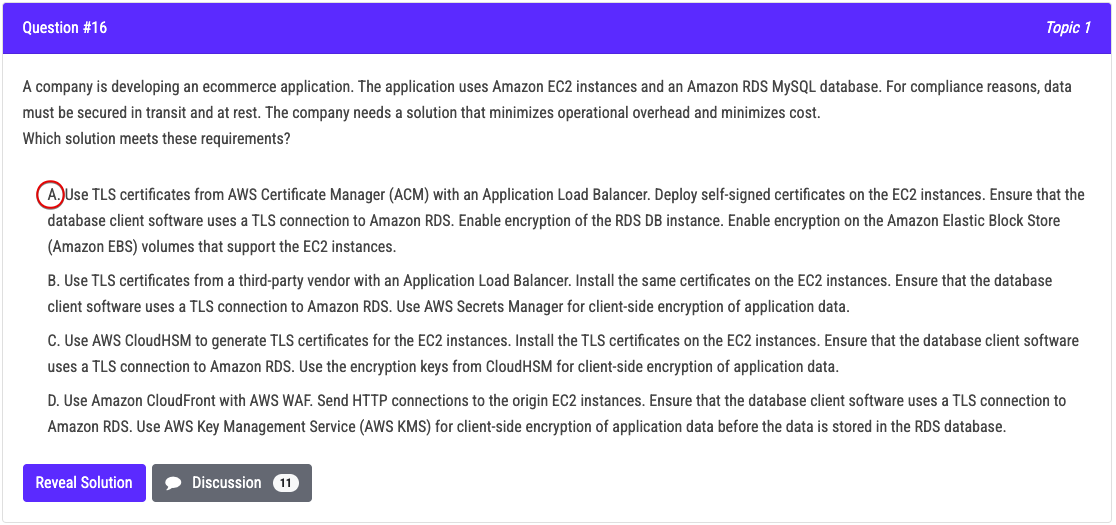 Question #16
Topic 1
A company is developing an ecommerce application. The application uses Amazon EC2 instances and an Amazon RDS MySQL database. For compliance reasons, data
must be secured in transit and at rest. The company needs a solution that minimizes operational overhead and minimizes cost.
Which solution meets these requirements?
A. Use TLS certificates from AWS Certificate Manager (ACM) with an Application Load Balancer. Deploy self-signed certificates on the EC2 instances. Ensure that the
database client software uses a TLS connection to Amazon RDS. Enable encryption of the RDS DB instance. Enable encryption on the Amazon Elastic Block Store
(Amazon EBS) volumes that support the EC2 instances.
B. Use TLS certificates from a third-party vendor with an Application Load Balancer. Install the same certificates on the EC2 instances. Ensure that the database
client software uses a TLS connection to Amazon RDS. Use AWS Secrets Manager for client-side encryption of application data.
C. Use AWS CloudHSM to generate TLS certificates for the EC2 instances. Install the TLS certificates on the EC2 instances. Ensure that the database client software
uses a TLS connection to Amazon RDS. Use the encryption keys from CloudHSM for client-side encryption of application data.
D. Use Amazon CloudFront with AWS WAF. Send HTTP connections to the origin EC2 instances. Ensure that the database client software uses a TLS connection to
Amazon RDS. Use AWS Key Management Service (AWS KMS) for client-side encryption of application data before the data is stored in the RDS database.
Reveal Solution
Discussion 11